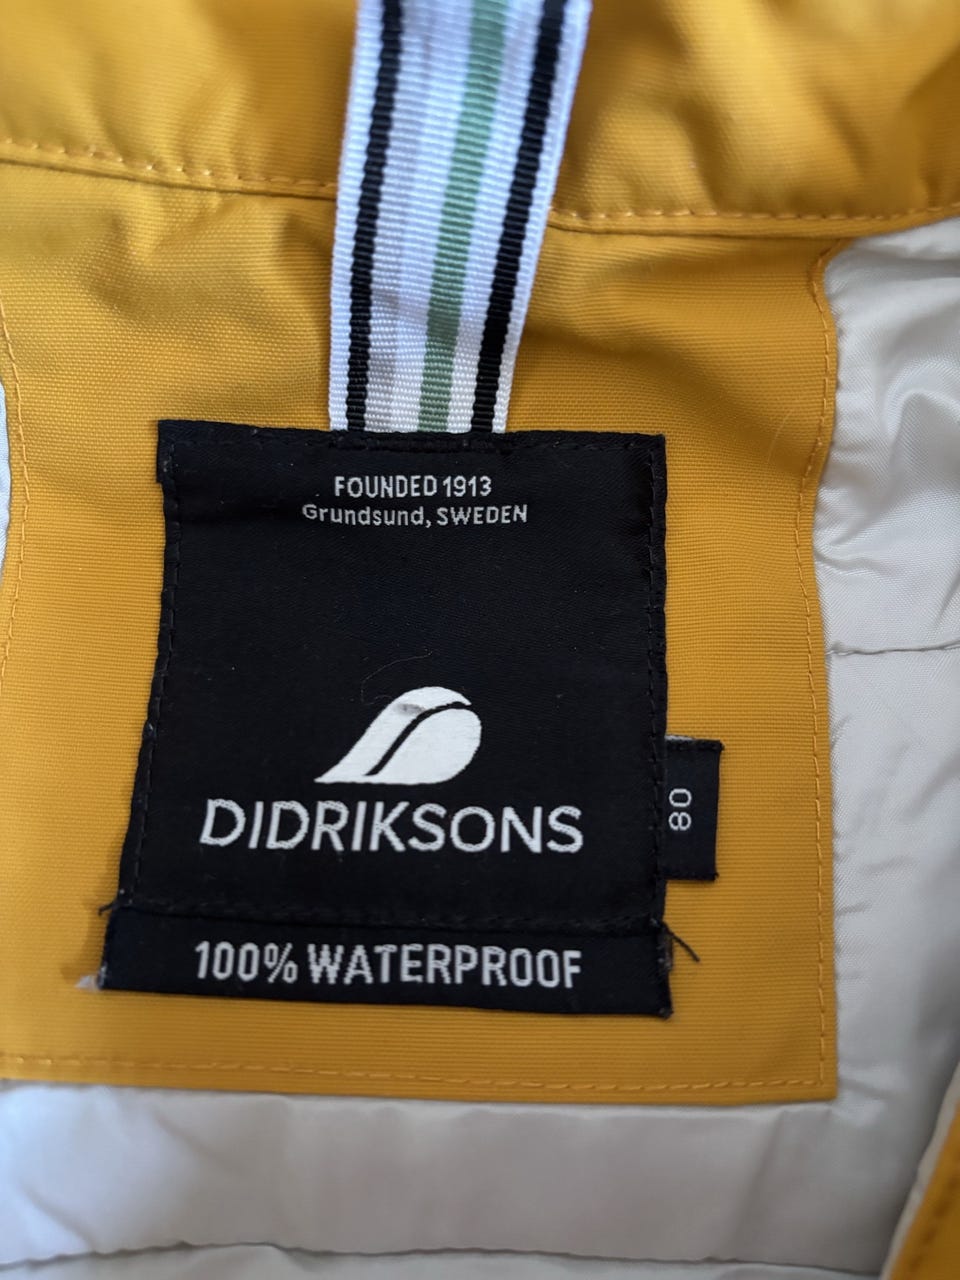 FOUNDED 1913
Grundsund, SWEDEN
DIDRIKSONS
80
100% WATERPROOF